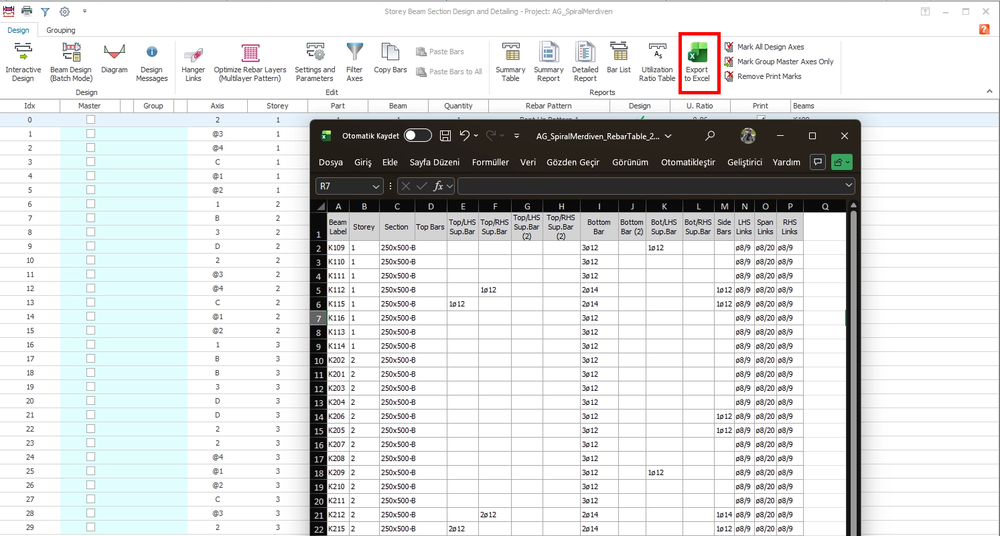 Storey Beam Section Design and Detailing - Project: AG_SpiralMerdiven
Design Grouping
Interactive Design
Beam Design (Batch Mode)
Diagram
Design Messages
Hanger Links
Optimize Rebar Layers (Multilayer Pattern)
Settings and Parameters
Filter Axes
Copy Bars
Paste Bars
Paste Bars to All
Summary Table
Summary Report
Detailed Report
Bar List
Utilization Ratio Table
Export to Excel
Mark All Design Axes
Mark Group Master Axes Only
Remove Print Marks
Design Edit Reports
Idx Master Group Axis Storey Part Beam Quantity Rebar Pattern Design U. Ratio Print Beams
0 2 1
1 @3 1
2 @4 1
3 C 1
4 @1 1
5 @2 1
6 1 2
7 B 2
8 3 2
9 D 2
10 2 2
11 @3 2
12 @4 2
13 C 2
14 @1 2
15 @2 2
16 1 3
17 B 3
18 B 3
19 3 3
20 D 3
21 D 3
22 2 3
23 2 3
24 @4 3
25 @1 3
26 @2 3
27 C 3
28 @3 3
29 2 3
Otomatik Kaydet AG_SpiralMerdiven_RebarTable_2...
Dosya Giriş Ekle Sayfa Düzeni Formüller Veri Gözden Geçir Görünüm Otomatikleştir Geliştirici Yardım
R7 fx
A B C D E F G H I J K L M N O P Q
1 Beam Label Storey Section Top Bars Top/LHS Sup.Bar Top/RHS Sup.Bar Top/LHS Sup.Bar (2) Top/RHS Sup.Bar (2) Bottom Bar Bottom Bar (2) Bot/LHS Sup.Bar Bot/RHS Sup.Bar Side Bars LHS Links Span Links RHS Links
2 K109 1 250x500-B 3ø12 1ø12 ø8/9 ø8/20 ø8/9
3 K110 1 250x500-B 3ø12 ø8/9 ø8/20 ø8/9
4 K111 1 250x500-B 3ø12 ø8/9 ø8/20 ø8/9
5 K112 1 250x500-B 1ø12 2ø14 1ø12 ø8/9 ø8/20 ø8/9
6 K115 1 250x500-B 1ø12 2ø14 1ø12 ø8/9 ø8/20 ø8/9
7 K116 1 250x500-B 3ø12 ø8/9 ø8/20 ø8/9
8 K113 1 250x500-B 3ø12 ø8/9 ø8/20 ø8/9
9 K114 1 250x500-B 3ø12 ø8/9 ø8/20 ø8/9
10 K202 2 250x500-B 3ø12 ø8/9 ø8/20 ø8/9
11 K201 2 250x500-B 3ø12 ø8/9 ø8/20 ø8/9
12 K203 2 250x500-B 3ø12 ø8/9 ø8/20 ø8/9
13 K204 2 250x500-B 3ø12 ø8/9 ø8/20 ø8/9
14 K206 2 250x500-B 3ø12 1ø12 ø8/9 ø8/20 ø8/9
15 K205 2 250x500-B 3ø12 1ø12 ø8/9 ø8/20 ø8/9
16 K207 2 250x500-B 3ø12 ø8/9 ø8/20 ø8/9
17 K208 2 250x500-B 3ø12 ø8/9 ø8/20 ø8/9
18 K209 2 250x500-B 3ø12 1ø12 ø8/9 ø8/20 ø8/9
19 K210 2 250x500-B 3ø12 ø8/9 ø8/20 ø8/9
20 K211 2 250x500-B 3ø12 ø8/9 ø8/20 ø8/9
21 K212 2 250x500-B 2ø12 2ø14 1ø14 ø8/9 ø8/20 ø8/9
22 K215 2 250x500-B 2ø12 2ø14 1ø12 ø8/9 ø8/20 ø8/9